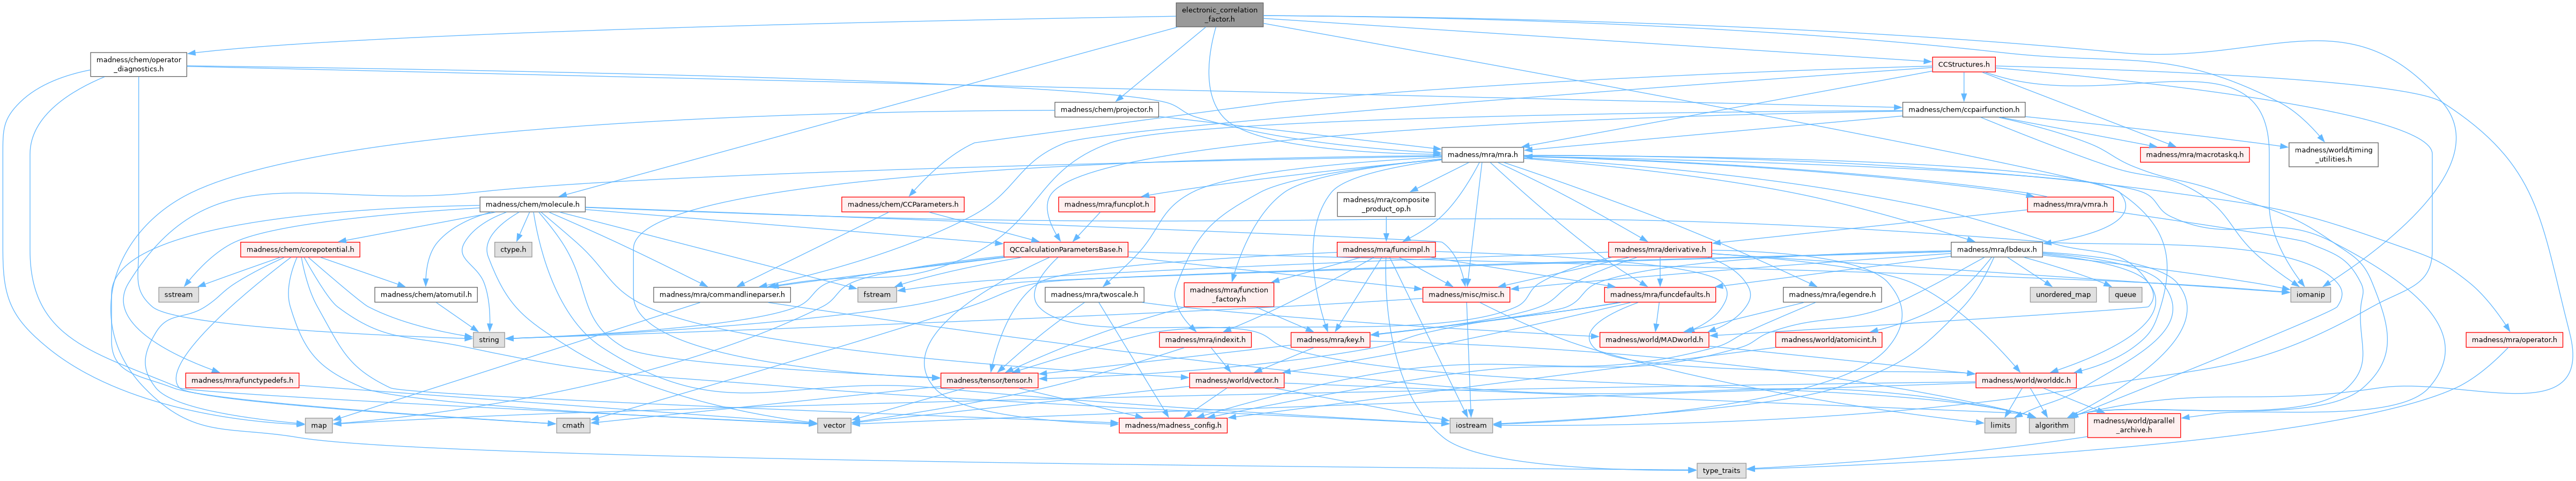 electronic_correlation
_factor.h
madness/chem/operator
_diagnostics.h
CCStructures.h
madness/chem/projector.h
madness/chem/ccpairfunction.h
madness/mra/mra.h
madness/mra/macrotaskq.h
madness/world/timing
_utilities.h
madness/chem/molecule.h
madness/chem/CCParameters.h
madness/mra/funcplot.h
madness/mra/composite
_product_op.h
madness/mra/vmra.h
madness/chem/corepotential.h
ctype.h
QCCalculationParametersBase.h
madness/mra/funcimpl.h
madness/mra/derivative.h
madness/mra/lbdeux.h
sstream
madness/chem/atomutil.h
madness/mra/commandlineparser.h
fstream
madness/mra/twoscale.h
madness/mra/function
_factory.h
madness/misc/misc.h
madness/mra/funcdefaults.h
madness/mra/legendre.h
unordered_map
queue
iomanip
string
madness/mra/indexit.h
madness/mra/key.h
madness/world/MADworld.h
madness/world/atomicint.h
madness/mra/operator.h
madness/mra/functypedefs.h
madness/tensor/tensor.h
madness/world/vector.h
madness/world/worlddc.h
map
cmath
vector
madness/madness_config.h
iostream
limits
algorithm
madness/world/parallel
_archive.h
type_traits